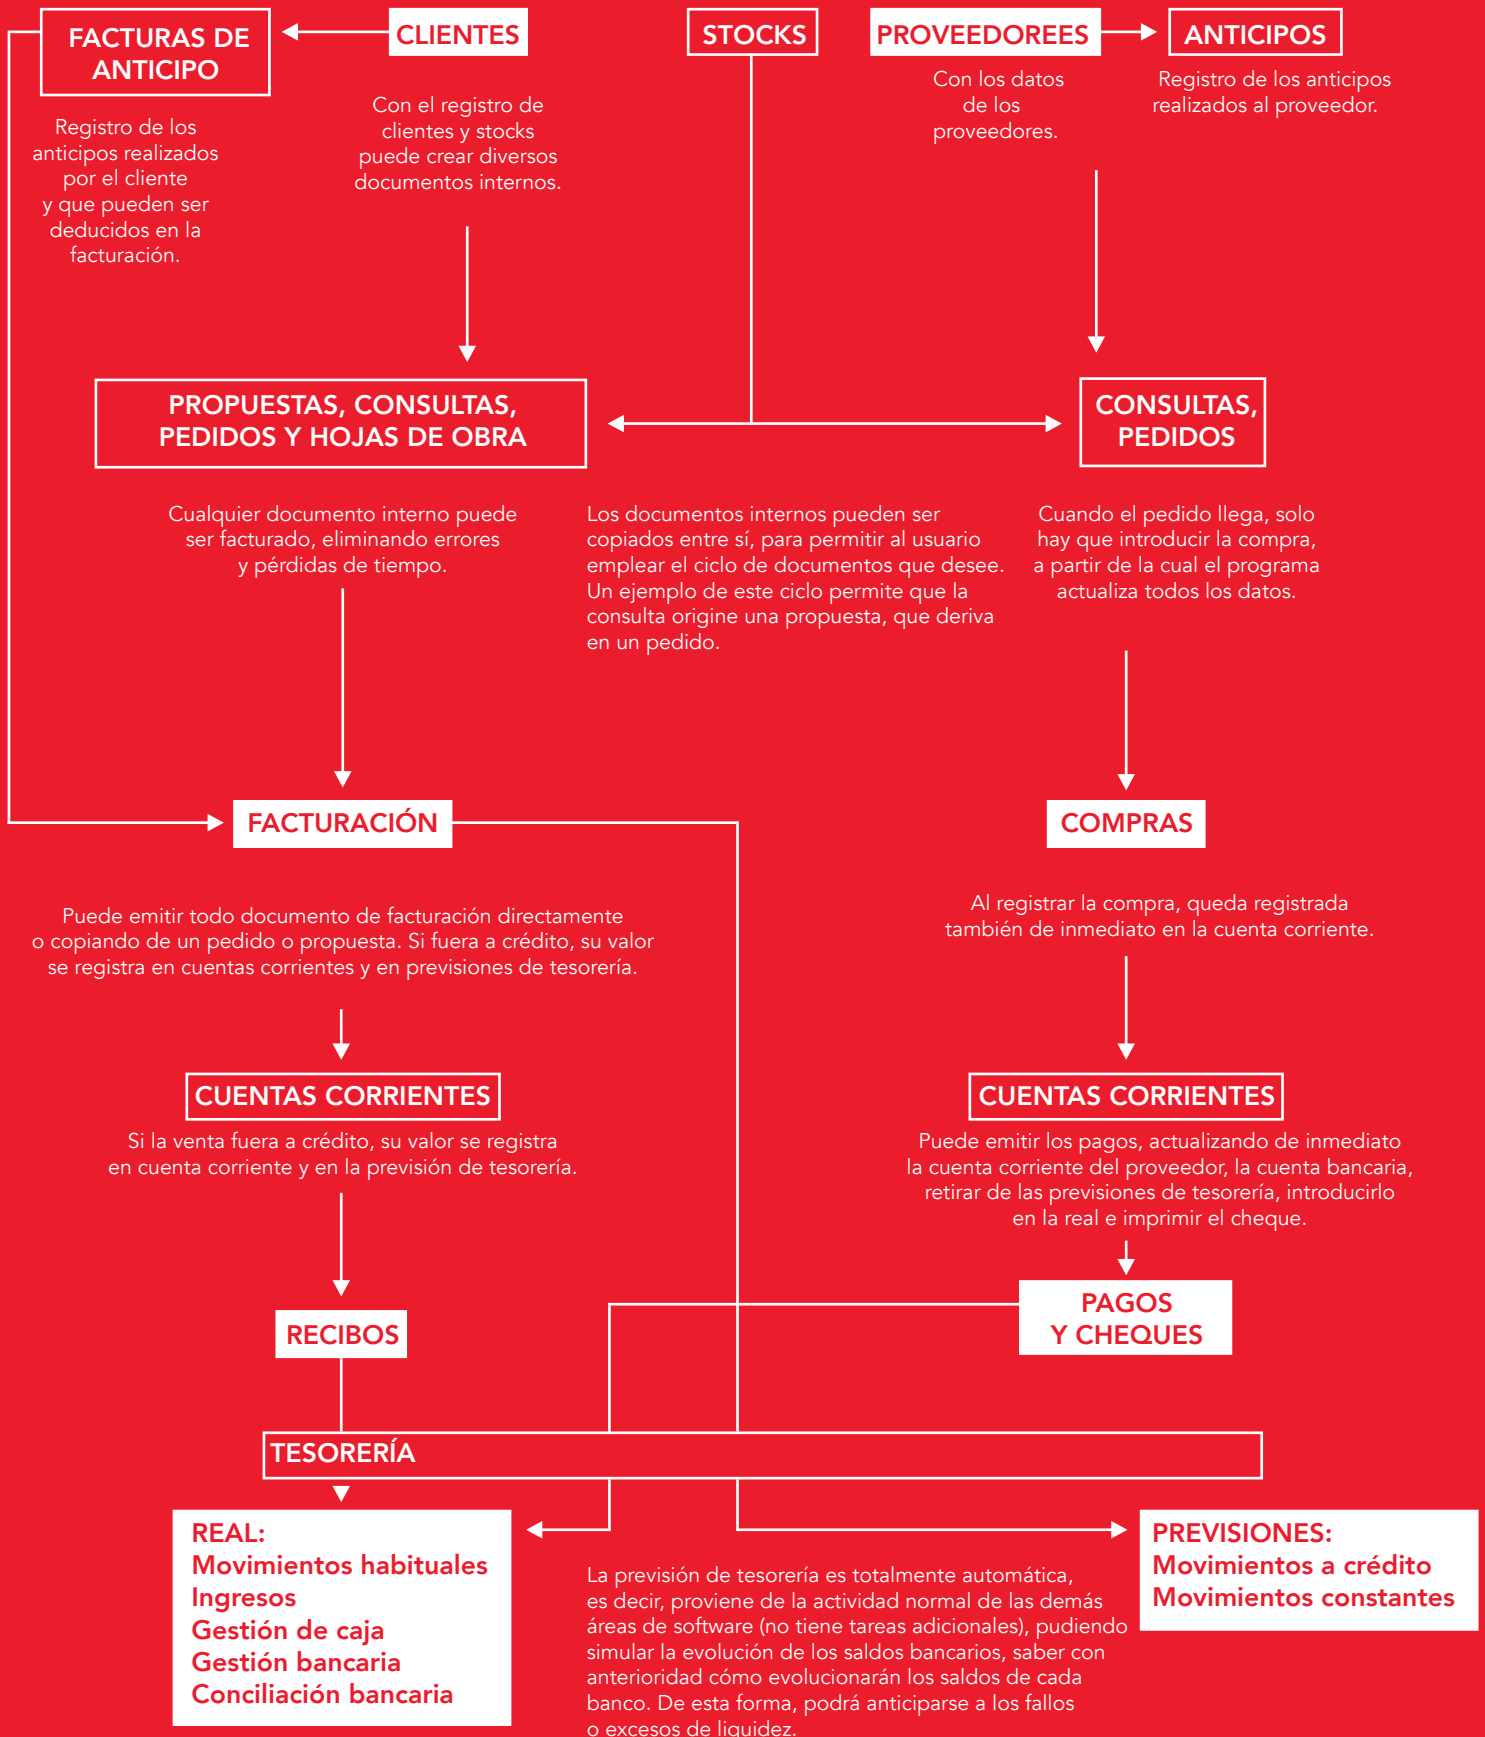 FACTURAS DE
ANTICIPO
CLIENTES
STOCKS
PROVEEDOREES
ANTICIPOS
Registro de los
anticipos realizados
por el cliente
y que pueden ser
deducidos en la
facturación.
Con el registro de
clientes y stocks
puede crear diversos
documentos internos.
Con los datos
de los
proveedores.
Registro de los anticipos
realizados al proveedor.
PROPUESTAS, CONSULTAS,
PEDIDOS Y HOJAS DE OBRA
CONSULTAS,
PEDIDOS
Cualquier documento interno puede
ser facturado, eliminando errores
y pérdidas de tiempo.
Los documentos internos pueden ser
copiados entre sí, para permitir al usuario
emplear el ciclo de documentos que desee.
Un ejemplo de este ciclo permite que la
consulta origine una propuesta, que deriva
en un pedido.
Cuando el pedido llega, solo
hay que introducir la compra,
a partir de la cual el programa
actualiza todos los datos.
FACTURACIÓN
COMPRAS
Puede emitir todo documento de facturación directamente
o copiando de un pedido o propuesta. Si fuera a crédito, su valor
se registra en cuentas corrientes y en previsiones de tesorería.
Al registrar la compra, queda registrada
también de inmediato en la cuenta corriente.
CUENTAS CORRIENTES
CUENTAS CORRIENTES
Si la venta fuera a crédito, su valor se registra
en cuenta corriente y en la previsión de tesorería.
Puede emitir los pagos, actualizando de inmediato
la cuenta corriente del proveedor, la cuenta bancaria,
retirar de las previsiones de tesorería, introducirlo
en la real e imprimir el cheque.
RECIBOS
PAGOS
Y CHEQUES
TESORERÍA
REAL:
Movimientos habituales
Ingresos
Gestión de caja
Gestión bancaria
Conciliación bancaria
La previsión de tesorería es totalmente automática,
es decir, proviene de la actividad normal de las demás
áreas de software (no tiene tareas adicionales), pudiendo
simular la evolución de los saldos bancarios, saber con
anterioridad cómo evolucionarán los saldos de cada
banco. De esta forma, podrá anticiparse a los fallos
o excesos de liquidez.
PREVISIONES:
Movimientos a crédito
Movimientos constantes